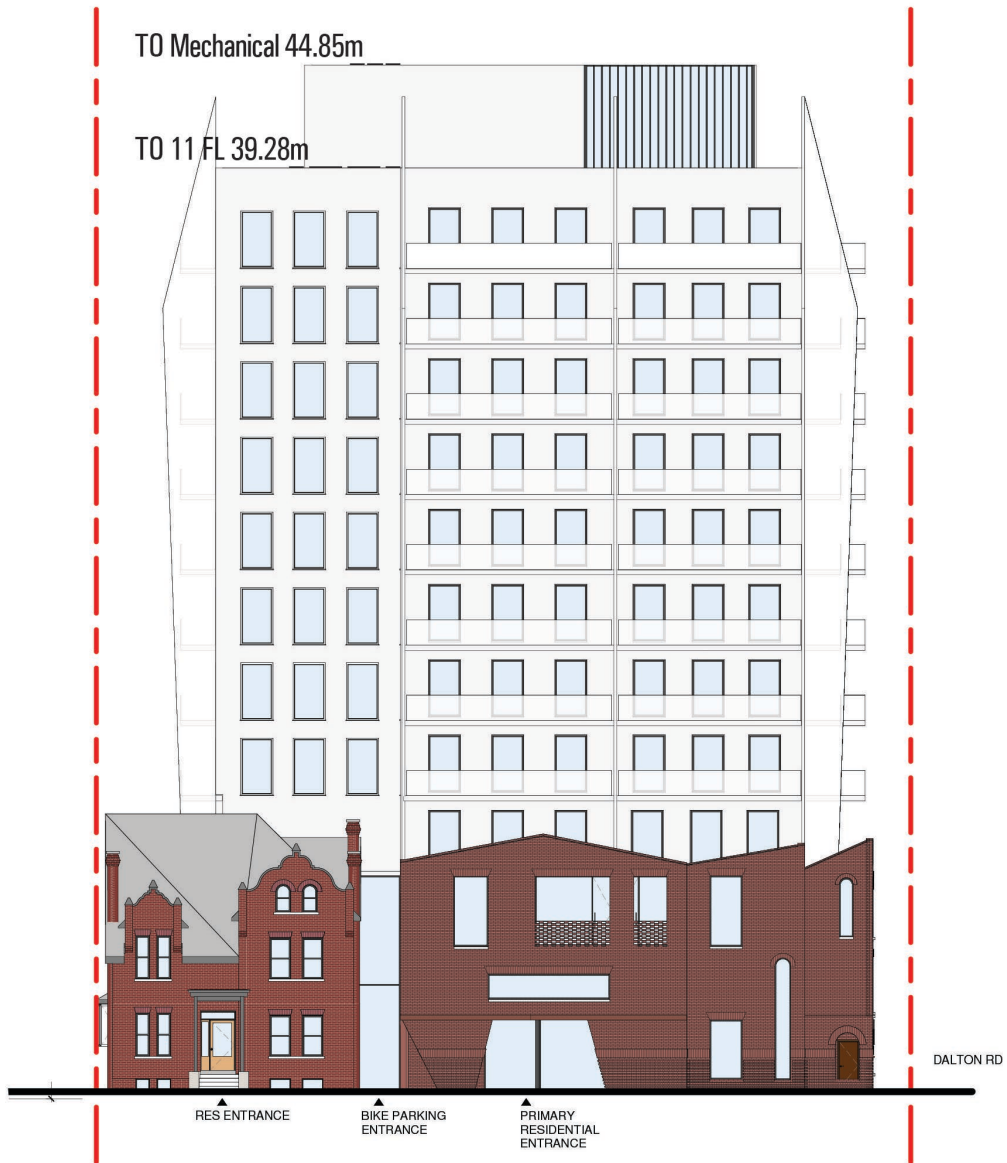 TO Mechanical 44.85m
TO 11 FL 39.28m
DALTON RD
RES ENTRANCE
BIKE PARKING
ENTRANCE
PRIMARY
RESIDENTIAL
ENTRANCE